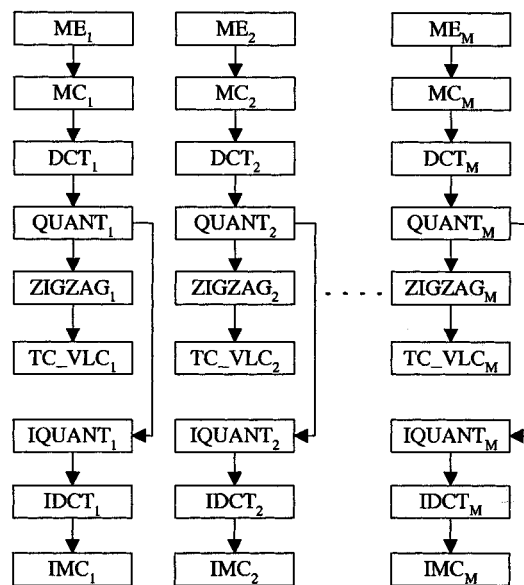 ME1 ME2 MEM
MC1 MC2 MCM
DCT1 DCT2 DCTM
QUANT1 QUANT2 QUANTM
ZIGZAG1 ZIGZAG2 . . . . ZIGZAGM
TC_VLC1 TC_VLC2 TC_VLCM
IQUANT1 IQUANT2 IQUANTM
IDCT1 IDCT2 IDCTM
IMC1 IMC2 IMCM